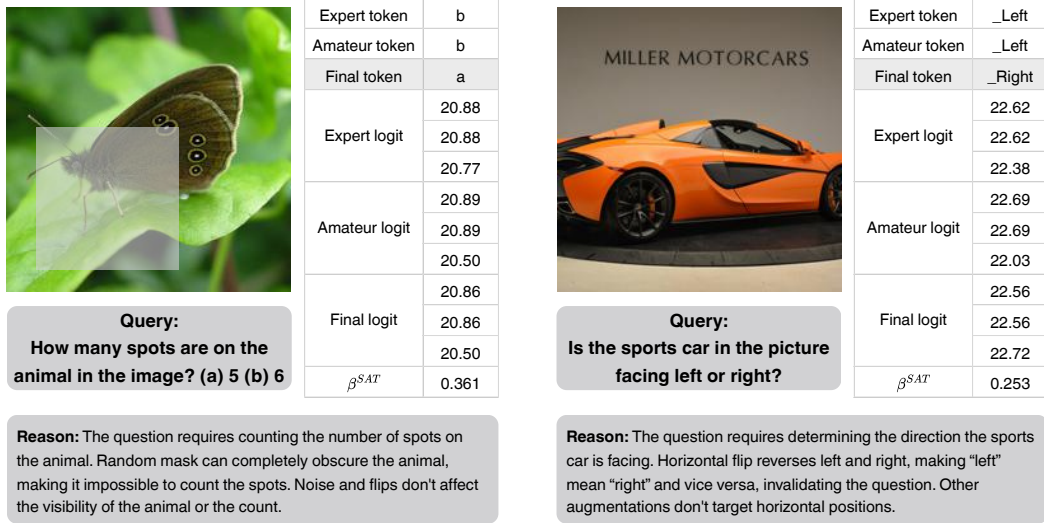 Expert token b
Amateur token b
Final token a
Expert logit
20.88
20.88
20.77
Amateur logit
20.89
20.89
20.50
Final logit
20.86
20.86
20.50
β^SAT 0.361
Query:
How many spots are on the
animal in the image? (a) 5 (b) 6
Reason: The question requires counting the number of spots on
the animal. Random mask can completely obscure the animal,
making it impossible to count the spots. Noise and flips don't affect
the visibility of the animal or the count.
MILLER MOTORCARS
Expert token _Left
Amateur token _Left
Final token _Right
Expert logit
22.62
22.62
22.38
Amateur logit
22.69
22.69
22.03
Final logit
22.56
22.56
22.72
β^SAT 0.253
Query:
Is the sports car in the picture
facing left or right?
Reason: The question requires determining the direction the sports
car is facing. Horizontal flip reverses left and right, making “left”
mean “right” and vice versa, invalidating the question. Other
augmentations don't target horizontal positions.